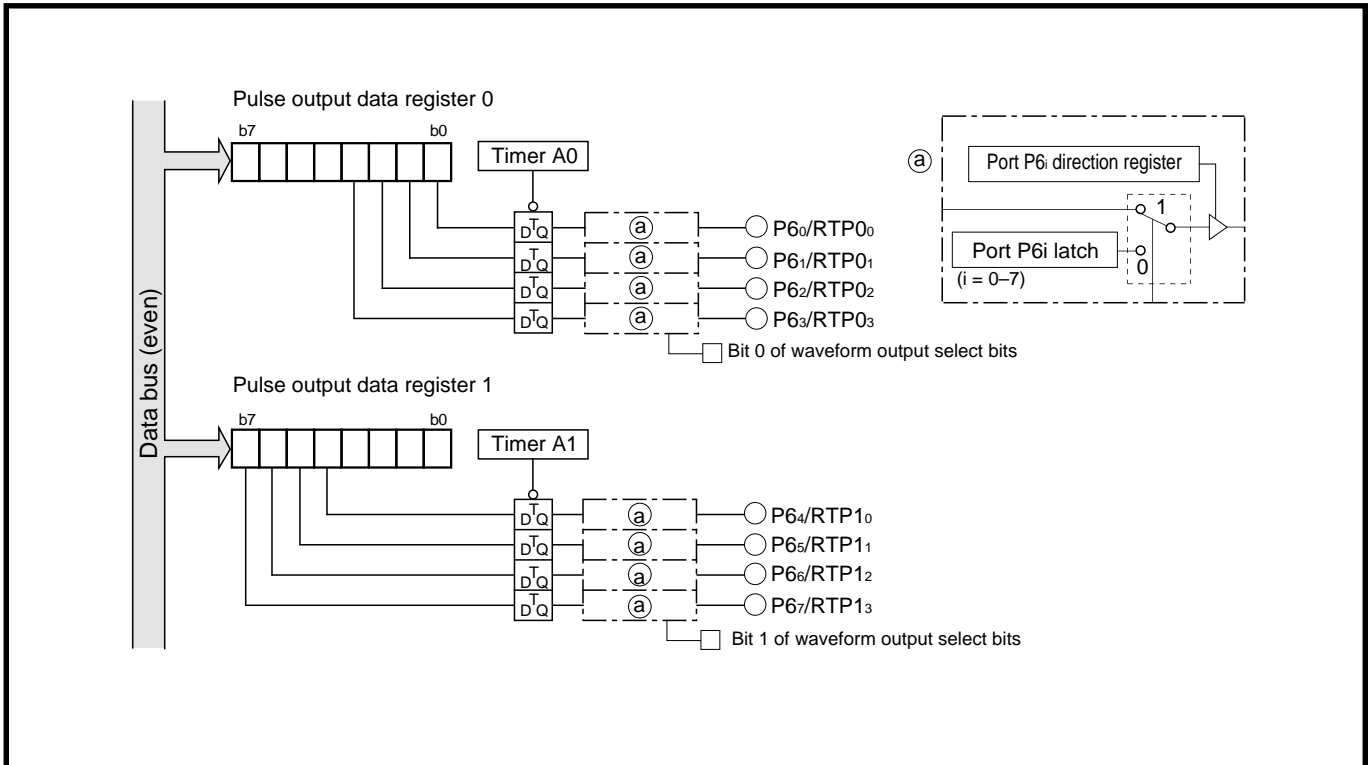 Pulse output data register 0
b7 b0
Timer A0
D T Q a P60/RTP00
D T Q a P61/RTP01
D T Q a P62/RTP02
D T Q a P63/RTP03
Bit 0 of waveform output select bits
Data bus (even)
Pulse output data register 1
b7 b0
Timer A1
D T Q a P64/RTP10
D T Q a P65/RTP11
D T Q a P66/RTP12
D T Q a P67/RTP13
Bit 1 of waveform output select bits
a
Port P6i direction register
1
Port P6i latch
0
(i = 0–7)